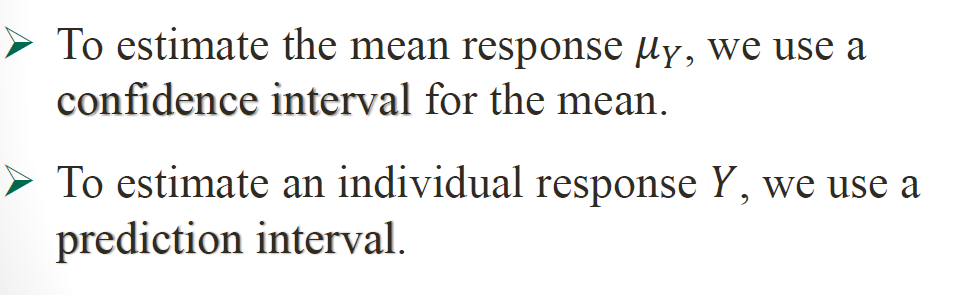 ➢ To estimate the mean response μ_Y, we use a
confidence interval for the mean.
➢ To estimate an individual response Y, we use a
prediction interval.